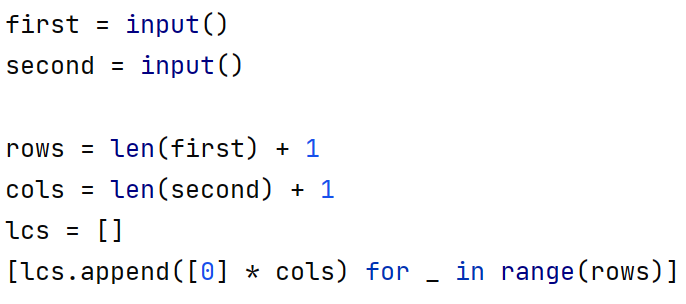 first = input()
second = input()
rows = len(first) + 1
cols = len(second) + 1
lcs = []
[lcs.append([0] * cols) for _ in range(rows)]